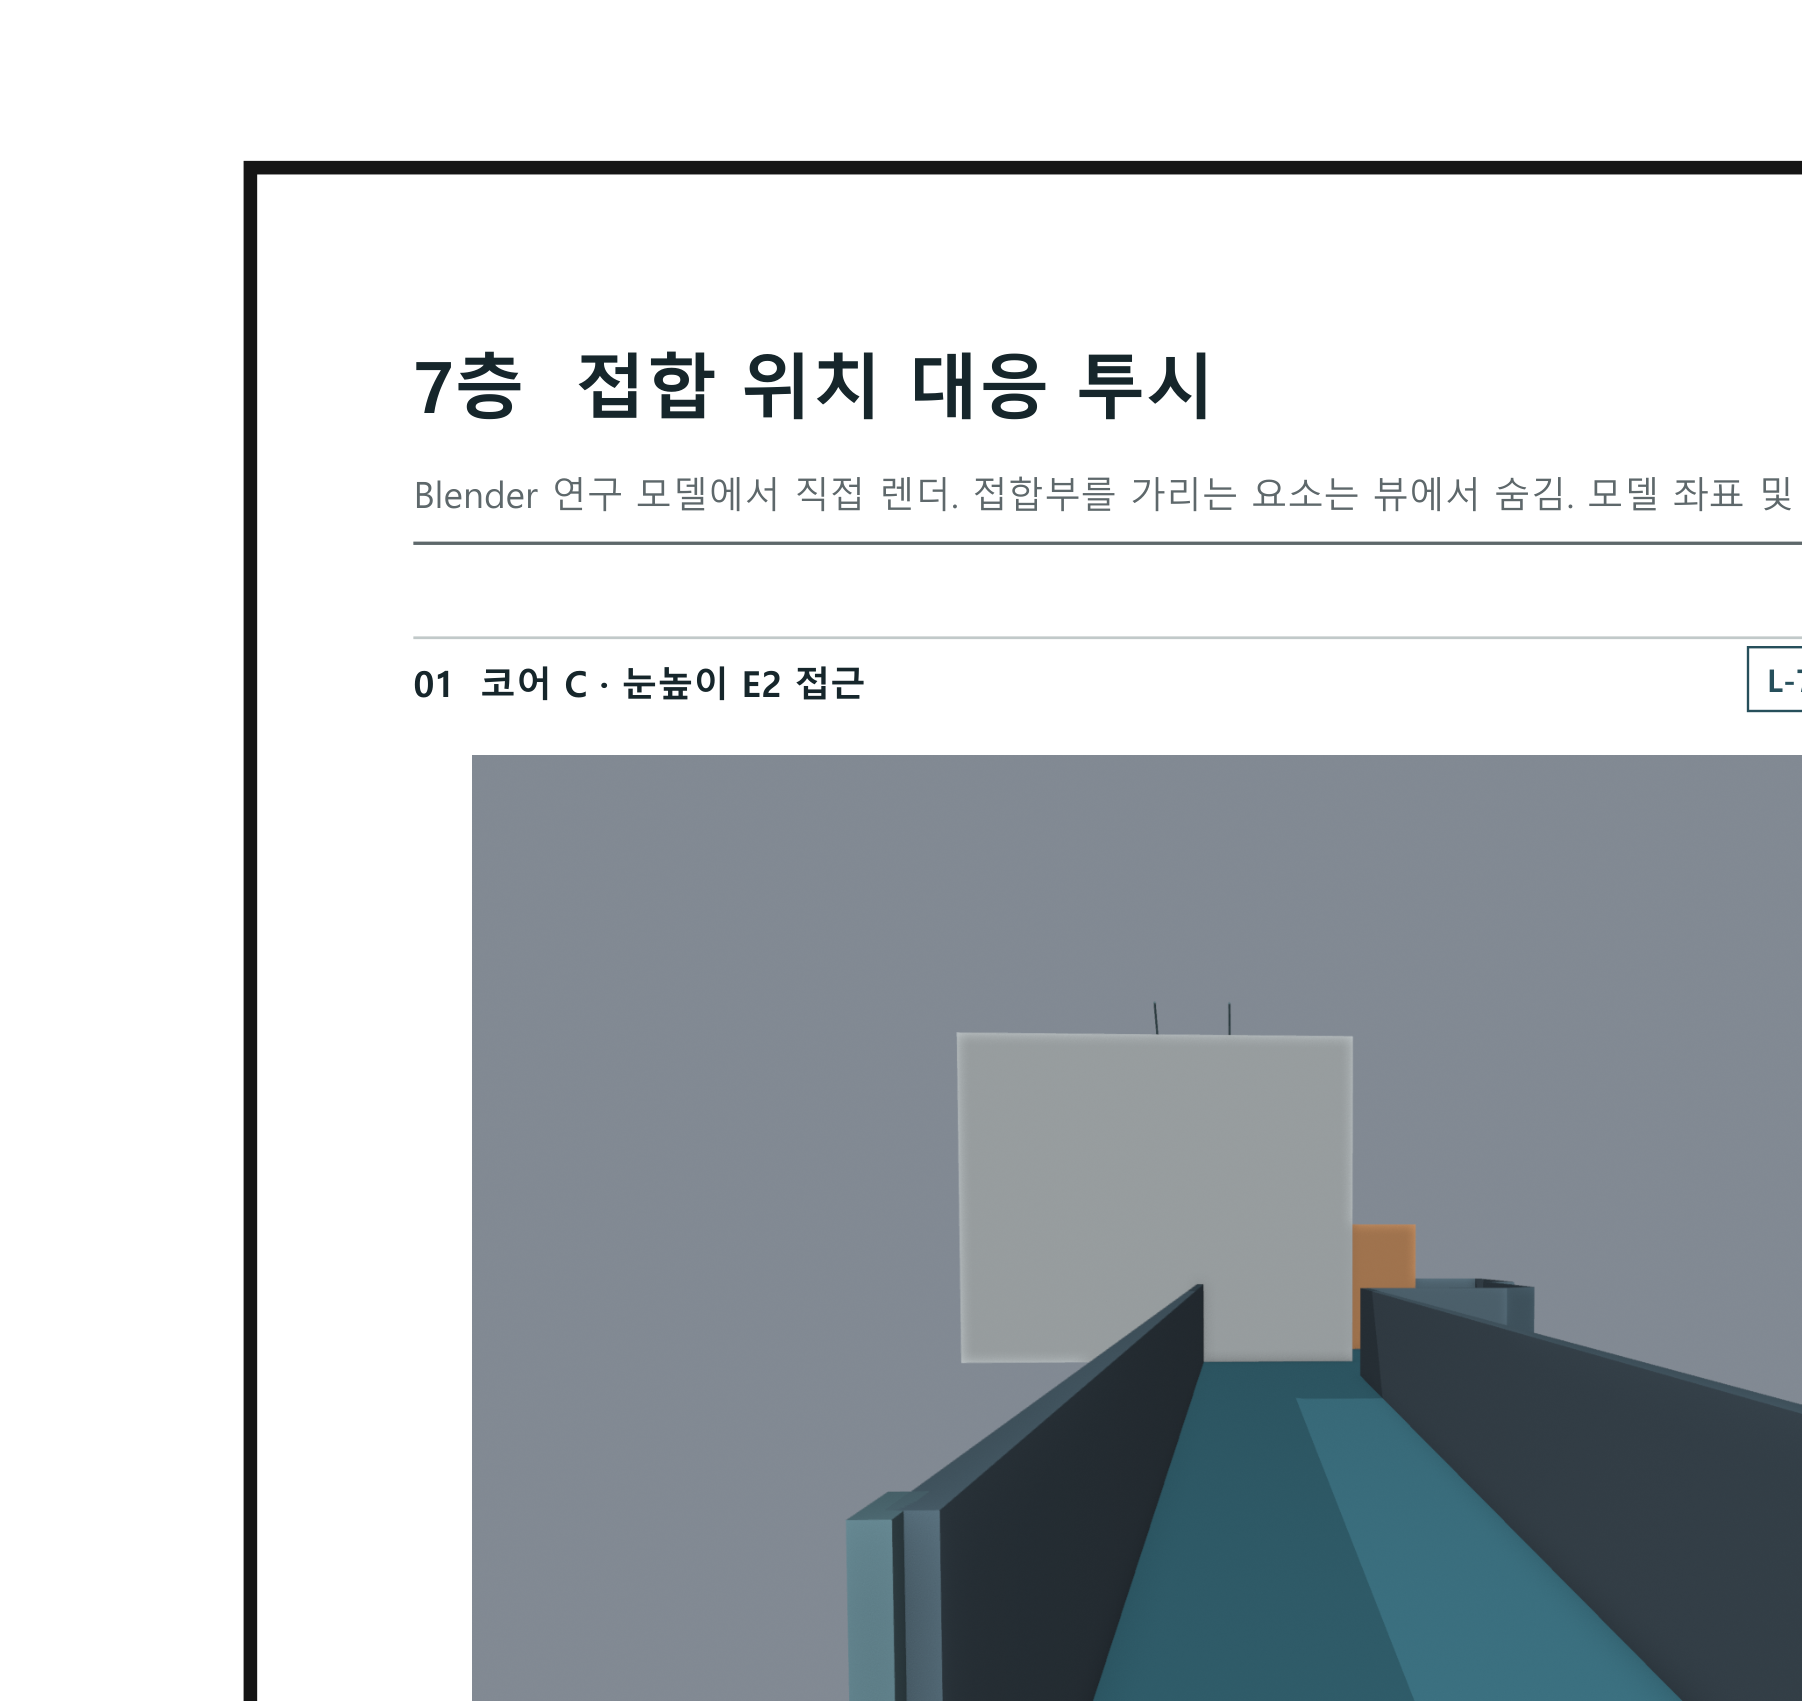 7층 접합 위치 대응 투시
Blender 연구 모델에서 직접 렌더. 접합부를 가리는 요소는 뷰에서 숨김. 모델 좌표 및
01 코어 C · 눈높이 E2 접근
L-7